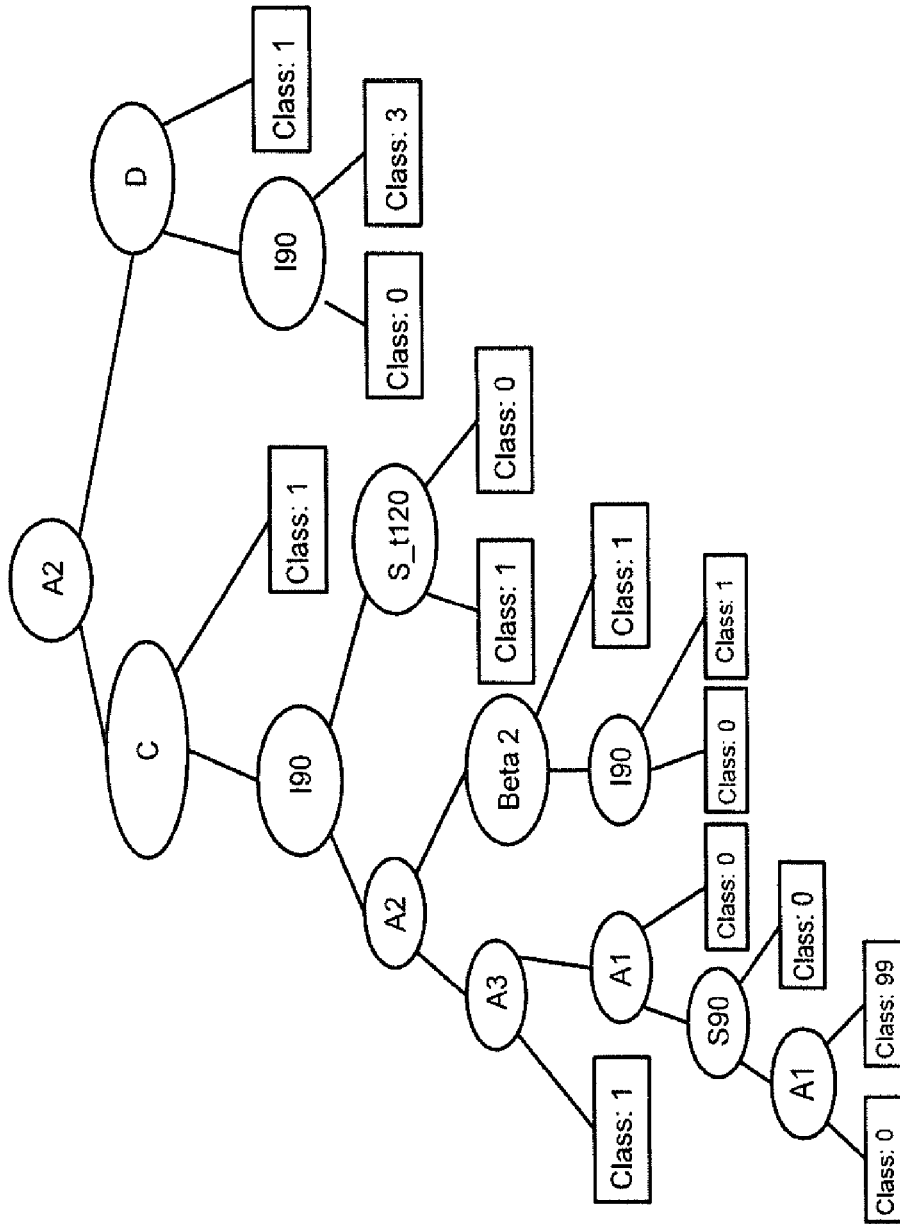 A2
C
D
I90
Class: 1
I90
Class: 1
A2
S_t120
Class: 0
Class: 3
A3
Beta 2
Class: 1
Class: 0
Class: 1
A1
I90
Class: 1
S90
Class: 0
Class: 0
Class: 1
A1
Class: 0
Class: 0
Class: 99